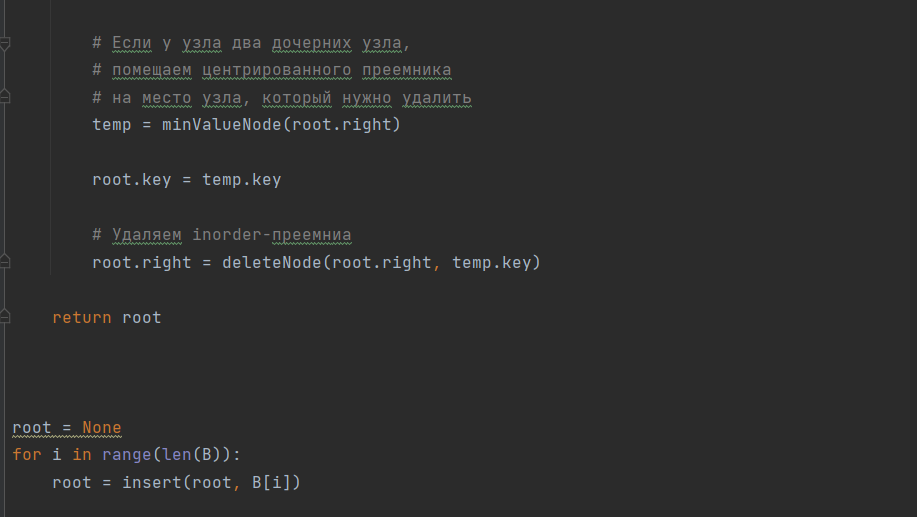 # Если у узла два дочерних узла,
# помещаем центрированного преемника
# на место узла, который нужно удалить
temp = minValueNode(root.right)
root.key = temp.key
# Удаляем inorder-преемниа
root.right = deleteNode(root.right, temp.key)
return root
root = None
for i in range(len(B)):
root = insert(root, B[i])